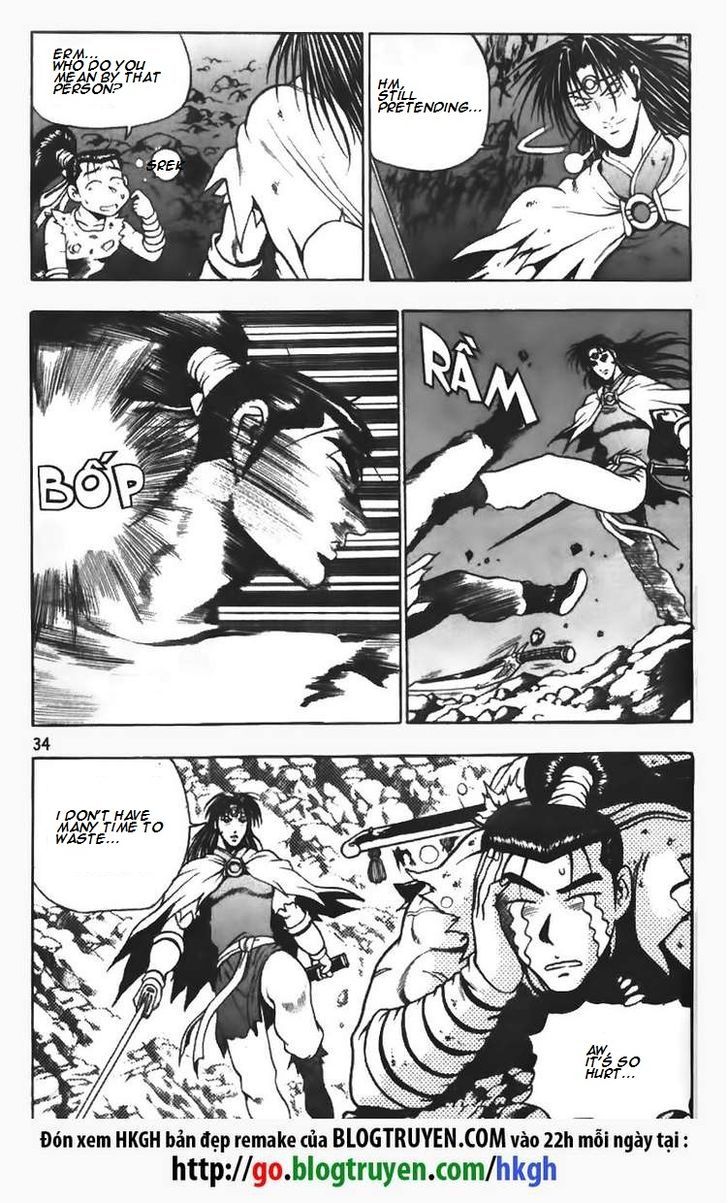 ERM...
WHO DO YOU
MEAN BY THAT
PERSON?
SREK
HM,
STILL
PRETENDING...
BỐP
RẦM
34
I DON'T HAVE
MANY TIME TO
WASTE...
AW,
IT'S SO
HURT...
Đón xem HKGH bản đẹp remake của BLOGTRUYEN.COM vào 22h mỗi ngày tại :
http://go.blogtruyen.com/hkgh